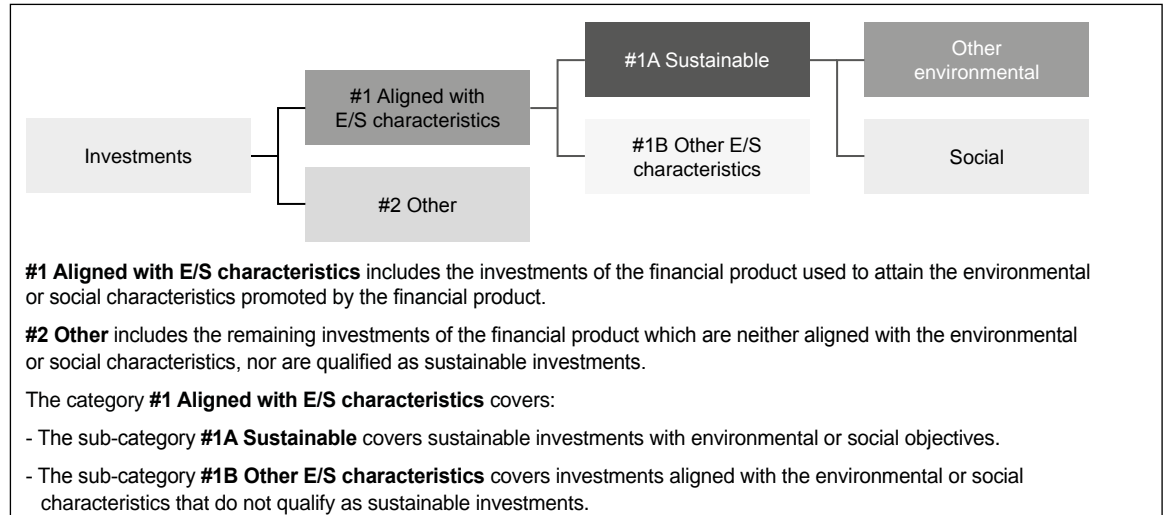 Investments
#1 Aligned with
E/S characteristics
#2 Other
#1A Sustainable
#1B Other E/S
characteristics
Other
environmental
Social
#1 Aligned with E/S characteristics includes the investments of the financial product used to attain the environmental
or social characteristics promoted by the financial product.
#2 Other includes the remaining investments of the financial product which are neither aligned with the environmental
or social characteristics, nor are qualified as sustainable investments.
The category #1 Aligned with E/S characteristics covers:
- The sub-category #1A Sustainable covers sustainable investments with environmental or social objectives.
- The sub-category #1B Other E/S characteristics covers investments aligned with the environmental or social
characteristics that do not qualify as sustainable investments.